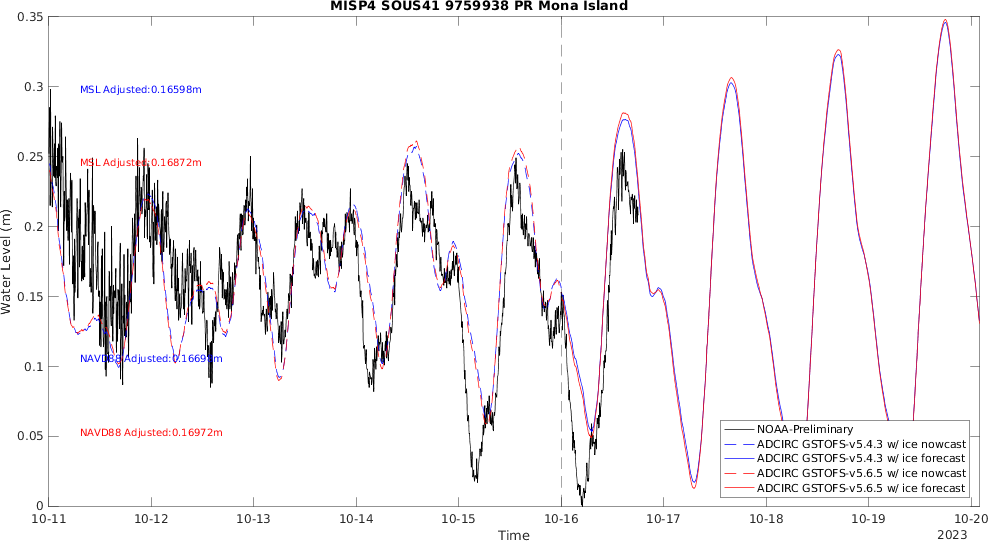 MISP4 SOUS41 9759938 PR Mona Island
0.35
0.3
0.25
0.2
0.15
0.1
0.05
0
Water Level (m)
MSL Adjusted:0.16598m
MSL Adjusted:0.16872m
NAVD88 Adjusted:0.16698m
NAVD88 Adjusted:0.16972m
NOAA-Preliminary
ADCIRC GSTOFS-v5.4.3 w/ ice nowcast
ADCIRC GSTOFS-v5.4.3 w/ ice forecast
ADCIRC GSTOFS-v5.6.5 w/ ice nowcast
ADCIRC GSTOFS-v5.6.5 w/ ice forecast
10-11 10-12 10-13 10-14 10-15 10-16 10-17 10-18 10-19 10-20
Time
2023